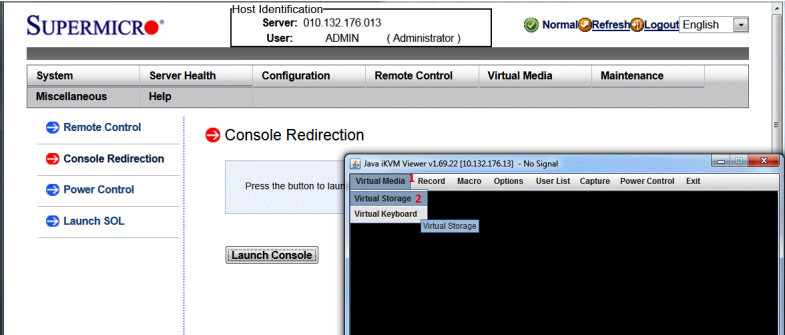 Host Identification
SUPERMICRO
Server: 010.132.176.013
User: ADMIN ( Administrator )
Normal Refresh Logout English
System Server Health Configuration Remote Control Virtual Media Maintenance
Miscellaneous Help
Remote Control
Console Redirection
Power Control
Launch SOL
Console Redirection
Press the button to laun
Launch Console
Java iKVM Viewer v1.69.22 [10.132.176.13] - No Signal
Virtual Media 1 Record Macro Options User List Capture Power Control Exit
Virtual Storage 2
Virtual Keyboard
Virtual Storage